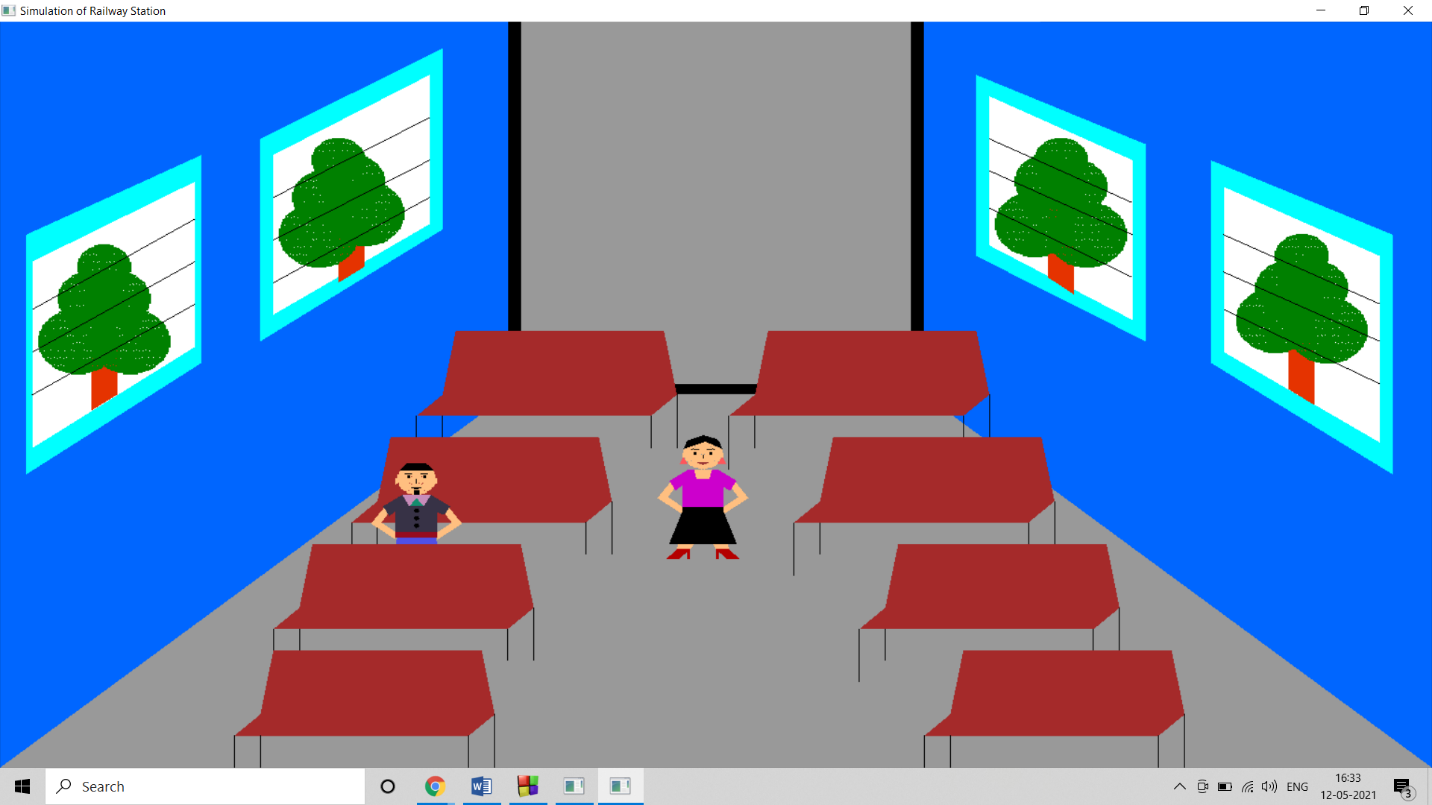 Simulation of Railway Station
Search
ENG
16:33
12-05-2021
3